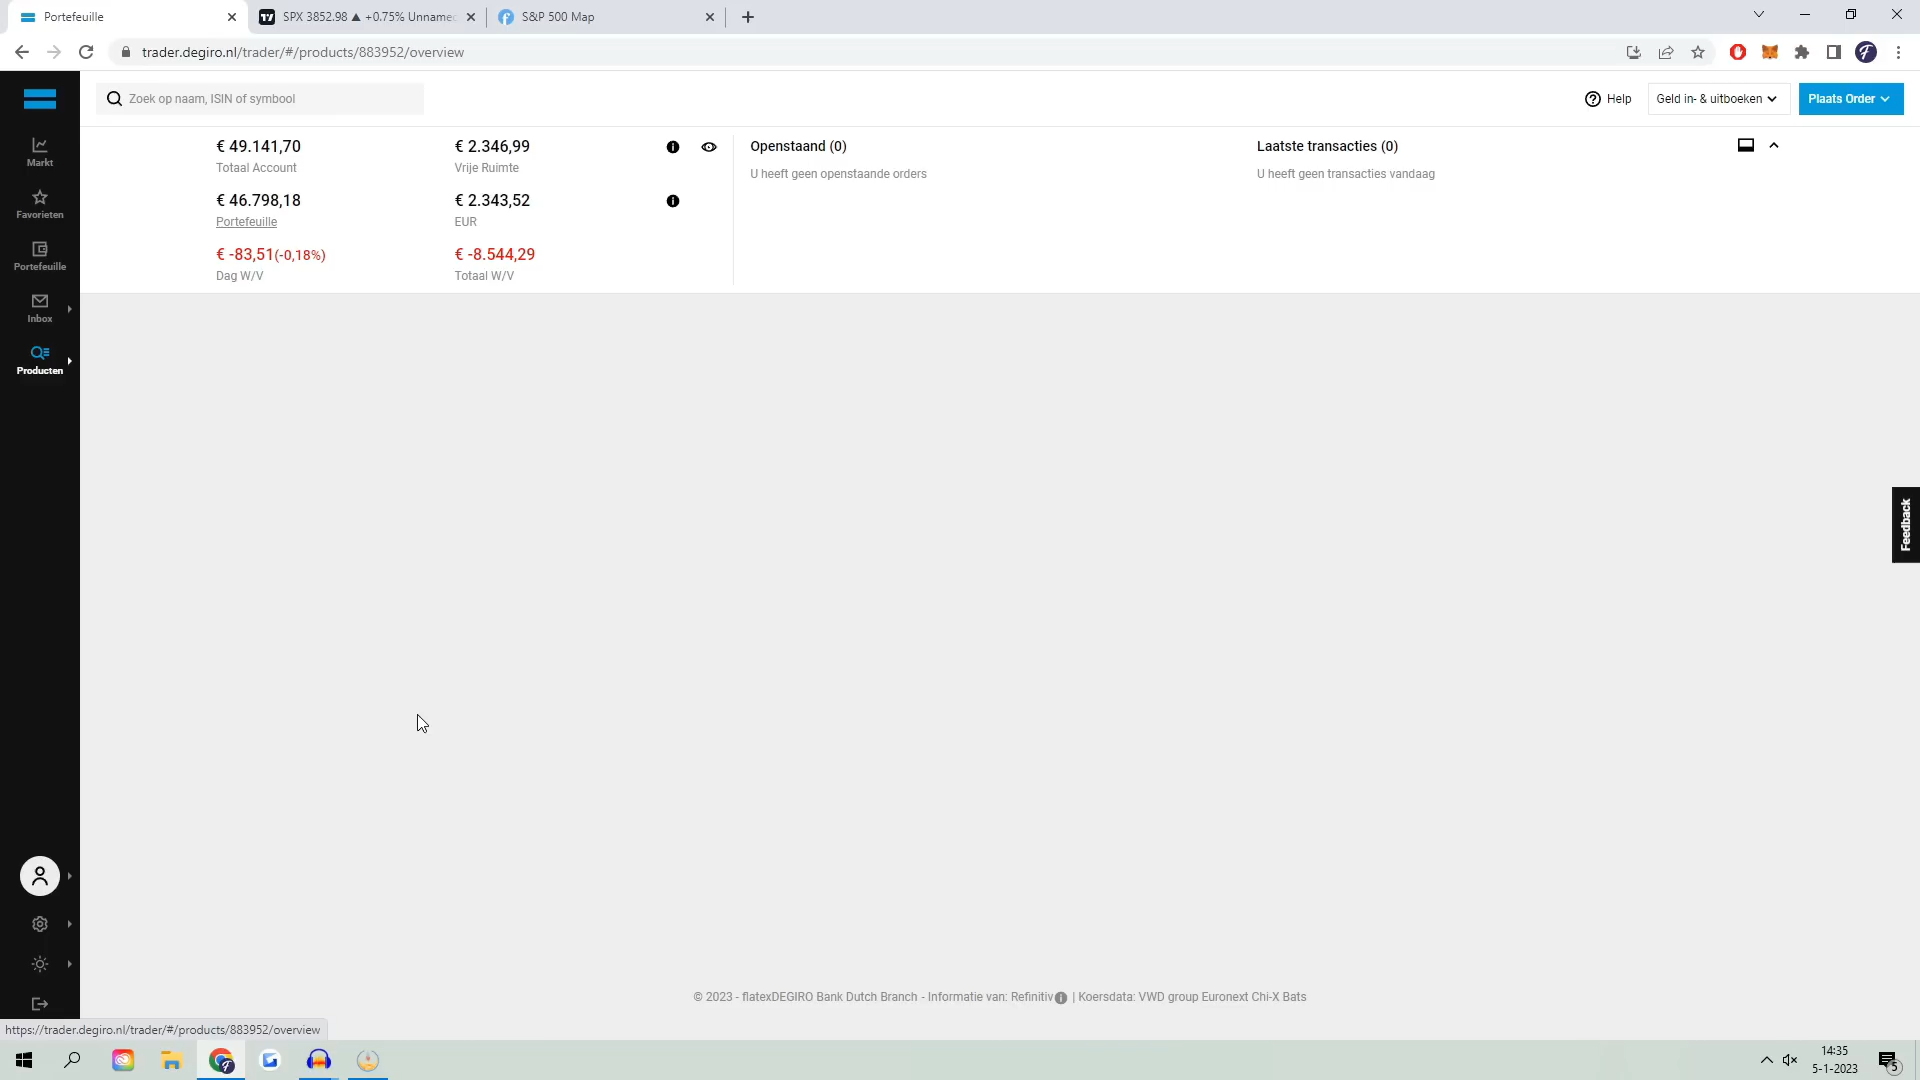 Portefeuille
SPX 3852.98 ▲ +0.75% Unnamed
S&P 500 Map
trader.degiro.nl/trader/#/products/883952/overview
Zoek op naam, ISIN of symbool
Help
Geld in- & uitboeken
Plaats Order
Markt
Favorieten
Portefeuille
Inbox
Producten
€ 49.141,70
Totaal Account
€ 2.346,99
Vrije Ruimte
€ 46.798,18
Portefeuille
€ 2.343,52
EUR
€ -83,51(-0,18%)
Dag W/V
€ -8.544,29
Totaal W/V
Openstaand (0)
U heeft geen openstaande orders
Laatste transacties (0)
U heeft geen transacties vandaag
Feedback
© 2023 - flatexDEGIRO Bank Dutch Branch - Informatie van: Refinitiv | Koersdata: VWD group Euronext Chi-X Bats
https://trader.degiro.nl/trader/#/products/883952/overview
14:35
5-1-2023
5